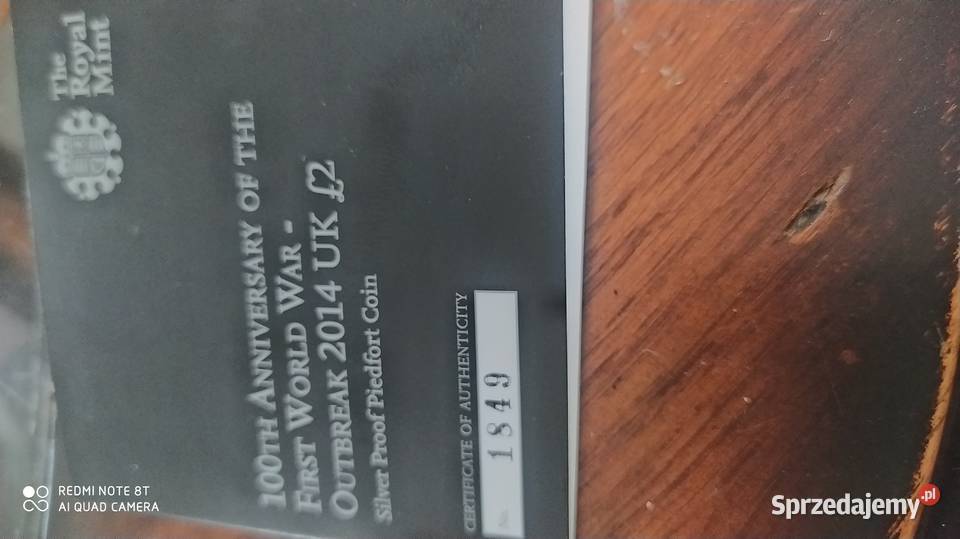 The
Royal
Mint
100TH ANNIVERSARY OF THE
FIRST WORLD WAR -
OUTBREAK 2014 UK £2
Silver Proof Piedfort Coin
CERTIFICATE OF AUTHENTICITY
No. 1849
REDMI NOTE 8T
AI QUAD CAMERA
Sprzedajemy.pl